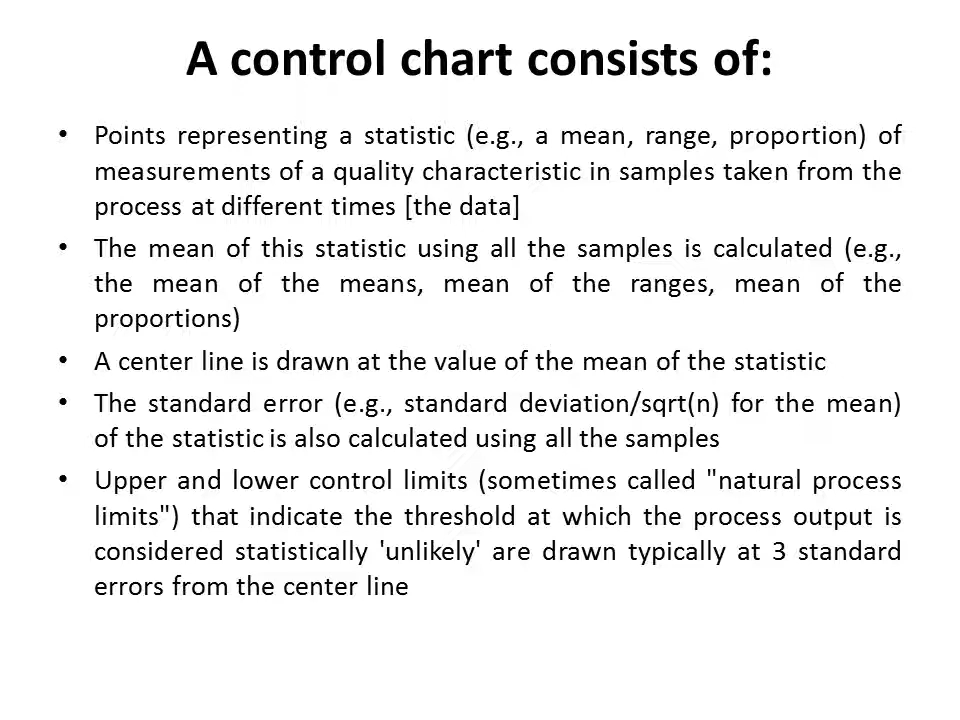 A control chart consists of:
• Points representing a statistic (e.g., a mean, range, proportion) of
measurements of a quality characteristic in samples taken from the
process at different times [the data]
• The mean of this statistic using all the samples is calculated (e.g.,
the mean of the means, mean of the ranges, mean of the
proportions)
• A center line is drawn at the value of the mean of the statistic
• The standard error (e.g., standard deviation/sqrt(n) for the mean)
of the statistic is also calculated using all the samples
• Upper and lower control limits (sometimes called "natural process
limits") that indicate the threshold at which the process output is
considered statistically 'unlikely' are drawn typically at 3 standard
errors from the center line